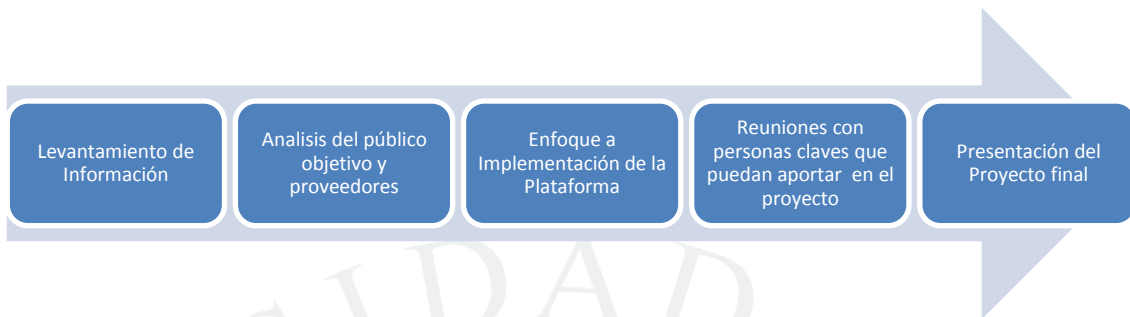 Levantamiento de
Información
Analisis del público
objetivo y
proveedores
Enfoque a
Implementación de la
Plataforma
Reuniones con
personas claves que
puedan aportar en el
proyecto
Presentación del
Proyecto final
SIDAD